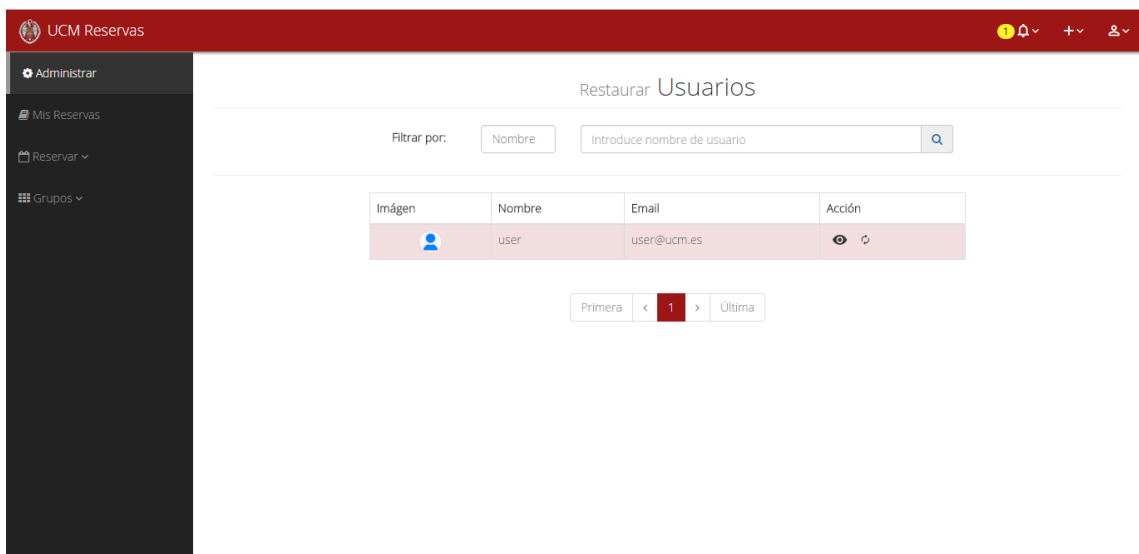 UCM Reservas
1
Administrar
Mis Reservas
Reservar
Grupos
Restaurar Usuarios
Filtrar por: Nombre Introduce nombre de usuario
Imágen Nombre Email Acción
user user@ucm.es
Primera < 1 > Última